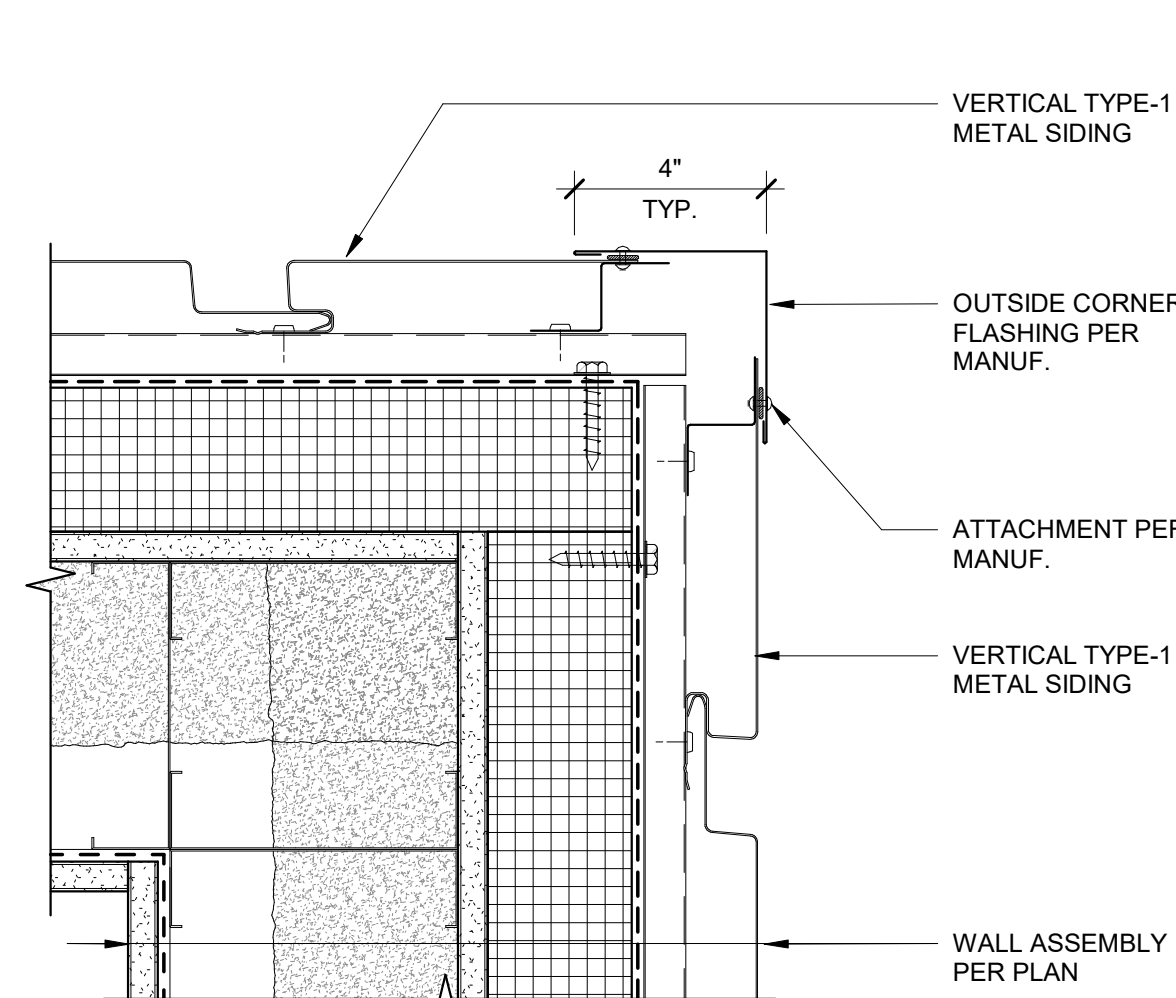 VERTICAL TYPE-1
METAL SIDING
4"
TYP.
OUTSIDE CORNER
FLASHING PER
MANUF.
ATTACHMENT PER
MANUF.
VERTICAL TYPE-1
METAL SIDING
WALL ASSEMBLY
PER PLAN